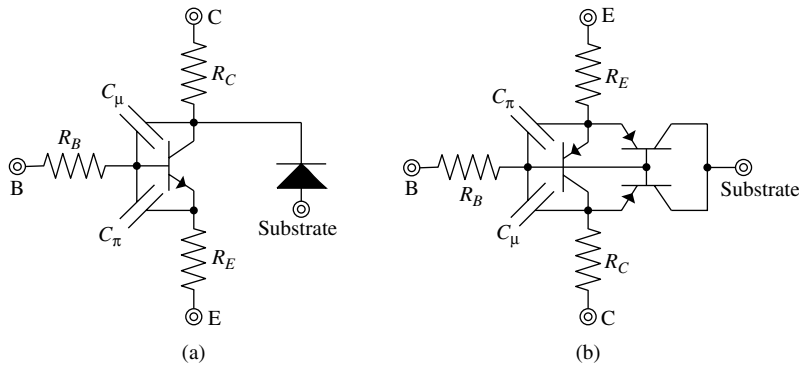 C
R_C
C_μ
R_B
B
C_π
Substrate
R_E
E
(a)
E
R_E
C_π
B
R_B
Substrate
C_μ
R_C
C
(b)